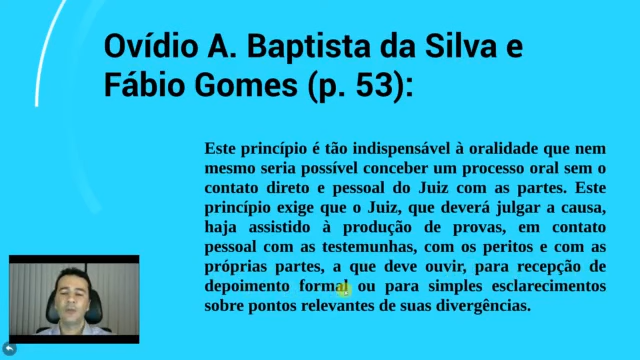 Ovídio A. Baptista da Silva e
Fábio Gomes (p. 53):
Este princípio é tão indispensável à oralidade que nem
mesmo seria possível conceber um processo oral sem o
contato direto e pessoal do Juiz com as partes. Este
princípio exige que o Juiz, que deverá julgar a causa,
haja assistido à produção de provas, em contato
pessoal com as testemunhas, com os peritos e com as
próprias partes, a que deve ouvir, para recepção de
depoimento formal ou para simples esclarecimentos
sobre pontos relevantes de suas divergências.